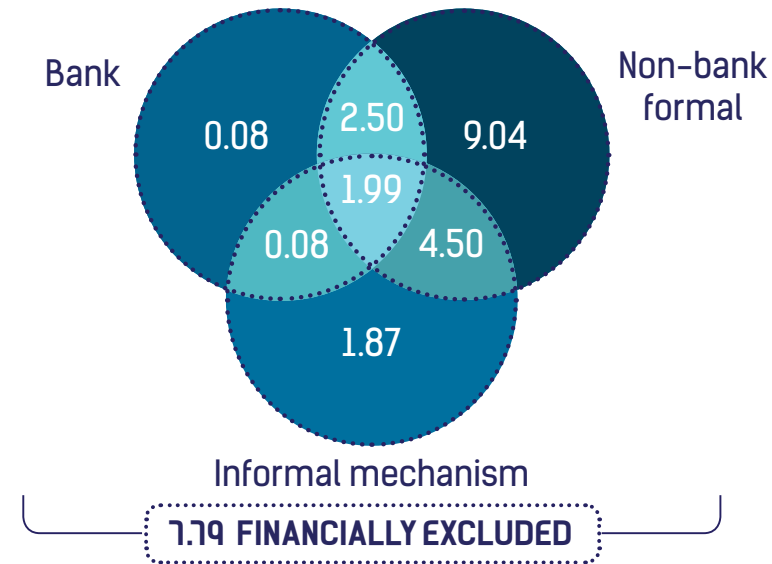 Bank
Non-bank
formal
0.08
2.50
9.04
1.99
0.08
4.50
1.87
Informal mechanism
7.79 FINANCIALLY EXCLUDED